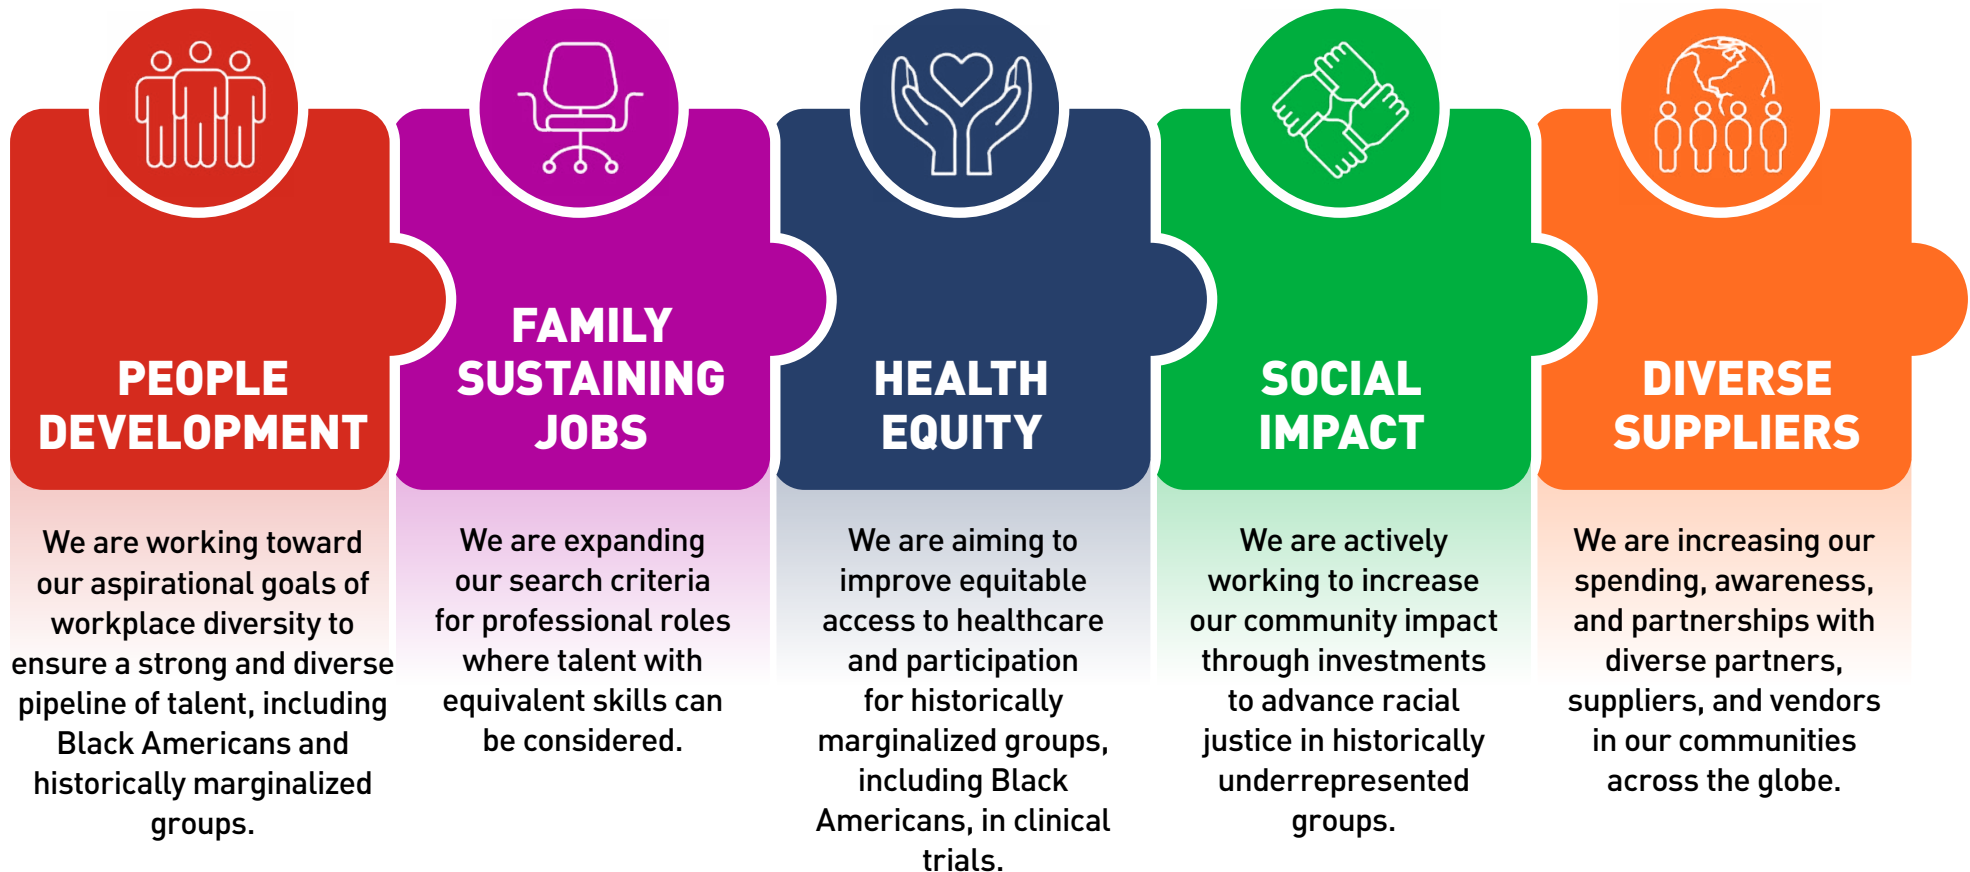 PEOPLE
DEVELOPMENT
We are working toward
our aspirational goals of
workplace diversity to
ensure a strong and diverse
pipeline of talent, including
Black Americans and
historically marginalized
groups.
FAMILY
SUSTAINING
JOBS
We are expanding
our search criteria
for professional roles
where talent with
equivalent skills can
be considered.
HEALTH
EQUITY
We are aiming to
improve equitable
access to healthcare
and participation
for historically
marginalized groups,
including Black
Americans, in clinical
trials.
SOCIAL
IMPACT
We are actively
working to increase
our community impact
through investments
to advance racial
justice in historically
underrepresented
groups.
DIVERSE
SUPPLIERS
We are increasing our
spending, awareness,
and partnerships with
diverse partners,
suppliers, and vendors
in our communities
across the globe.